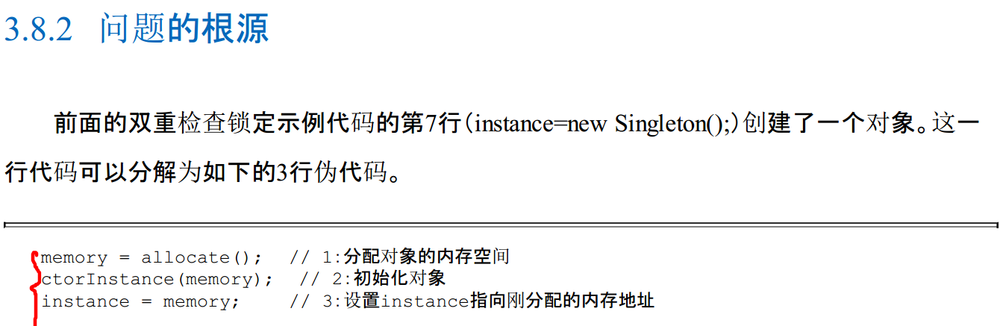 3.8.2 问题的根源
前面的双重检查锁定示例代码的第7行(instance=new Singleton();)创建了一个对象。这一
行代码可以分解为如下的3行伪代码。
memory = allocate(); // 1:分配对象的内存空间
ctorInstance(memory); // 2:初始化对象
instance = memory; // 3:设置instance指向刚分配的内存地址